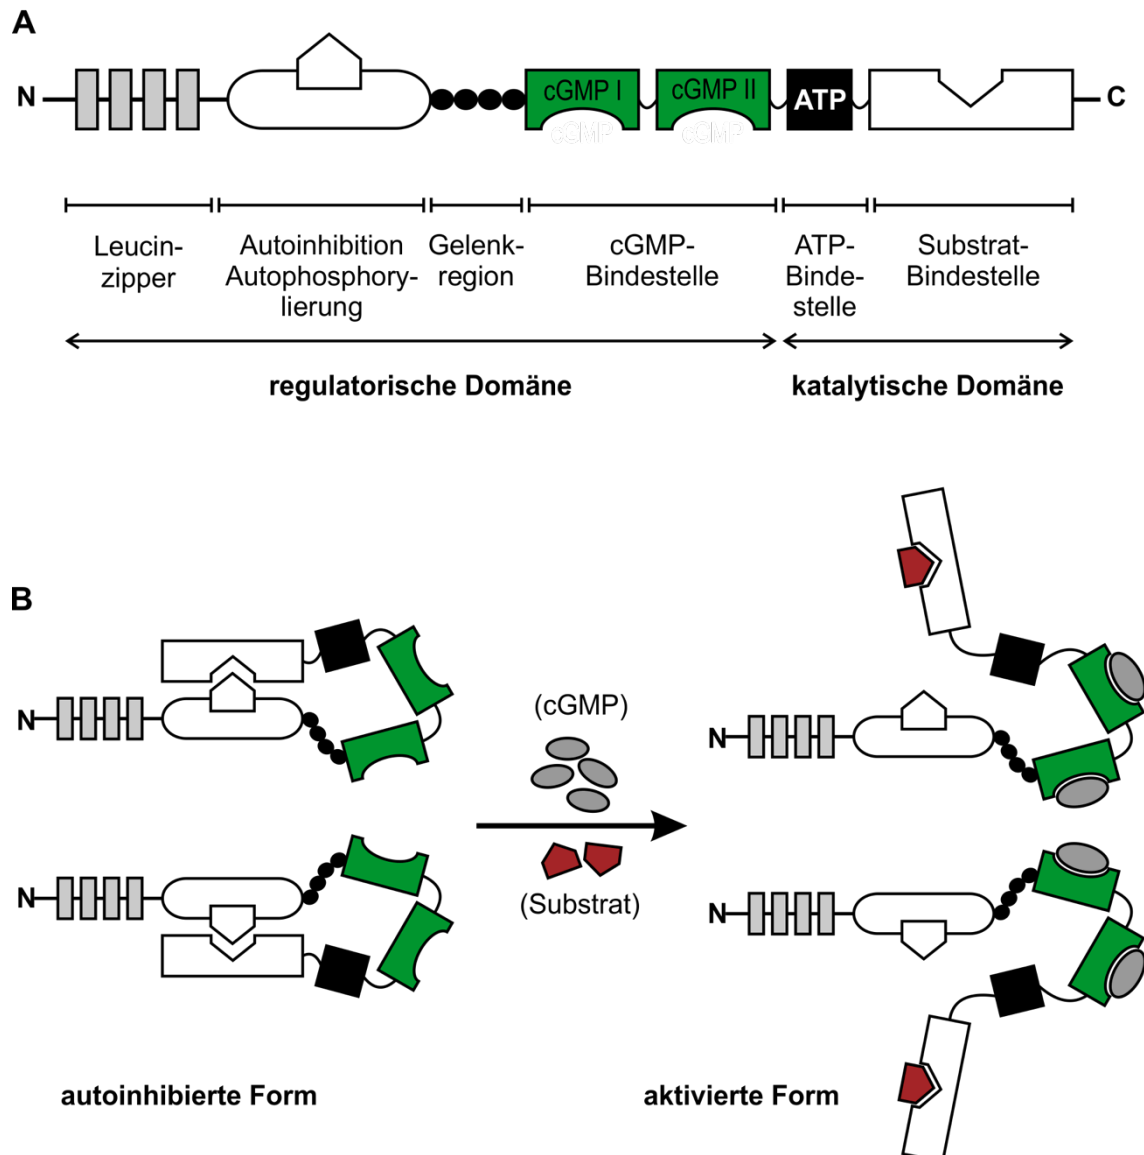 A
N
cGMP I
cGMP II
ATP
C
cGMP
cGMP
Leucin-
zipper
Autoinhibition
Autophosphory-
lierung
Gelenk-
region
cGMP-
Bindestelle
ATP-
Binde-
stelle
Substrat-
Bindestelle
regulatorische Domäne
katalytische Domäne
B
N
N
(cGMP)
(Substrat)
N
N
autoinhibierte Form
aktivierte Form